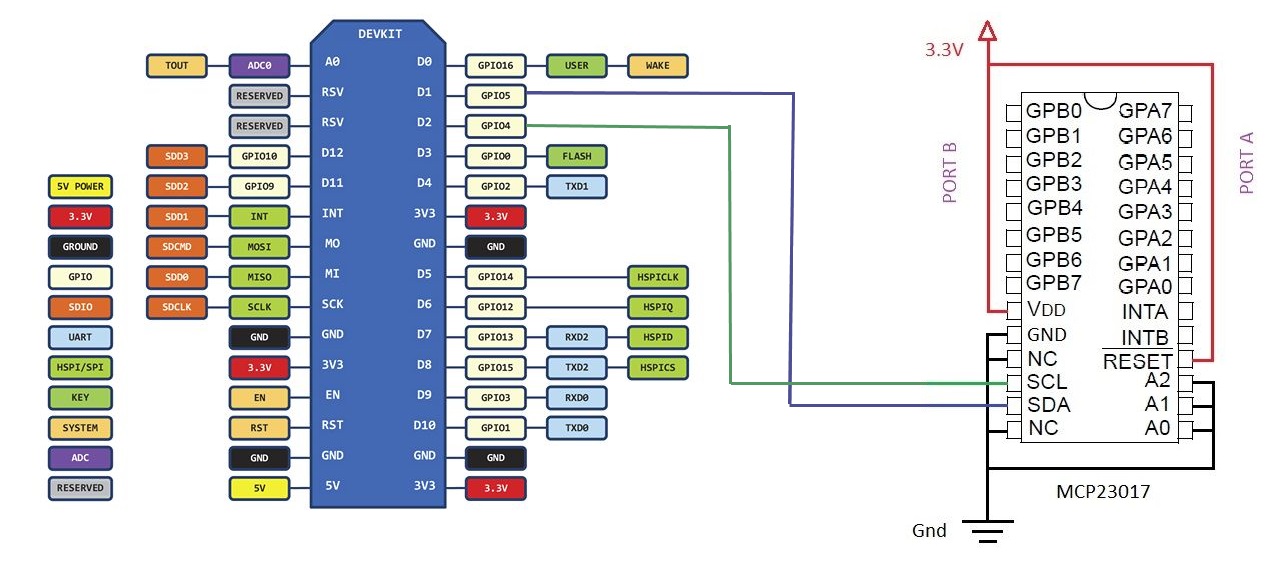 DEVKIT
TOUT ADC0 A0 D0 GPIO16 USER WAKE
RESERVED RSV D1 GPIO5
RESERVED RSV D2 GPIO4
SDD3 GPIO10 D12 D3 GPIO0 FLASH
5V POWER SDD2 GPIO9 D11 D4 GPIO2 TXD1
3.3V SDD1 INT INT 3V3 3.3V
GROUND SDCMD MOSI MO GND GND
GPIO SDD0 MISO MI D5 GPIO14 HSPICLK
SDIO SDCLK SCLK SCK D6 GPIO12 HSPIQ
UART GND GND D7 GPIO13 RXD2 HSPID
HSPI/SPI 3.3V 3V3 D8 GPIO15 TXD2 HSPICS
KEY EN EN D9 GPIO3 RXD0
SYSTEM RST RST D10 GPIO1 TXD0
ADC GND GND GND GND
RESERVED 5V 5V 3V3 3.3V
3.3V
PORT B
PORT A
GPB0 GPA7
GPB1 GPA6
GPB2 GPA5
GPB3 GPA4
GPB4 GPA3
GPB5 GPA2
GPB6 GPA1
GPB7 GPA0
VDD INTA
GND INTB
NC RESET
SCL A2
SDA A1
NC A0
MCP23017
Gnd